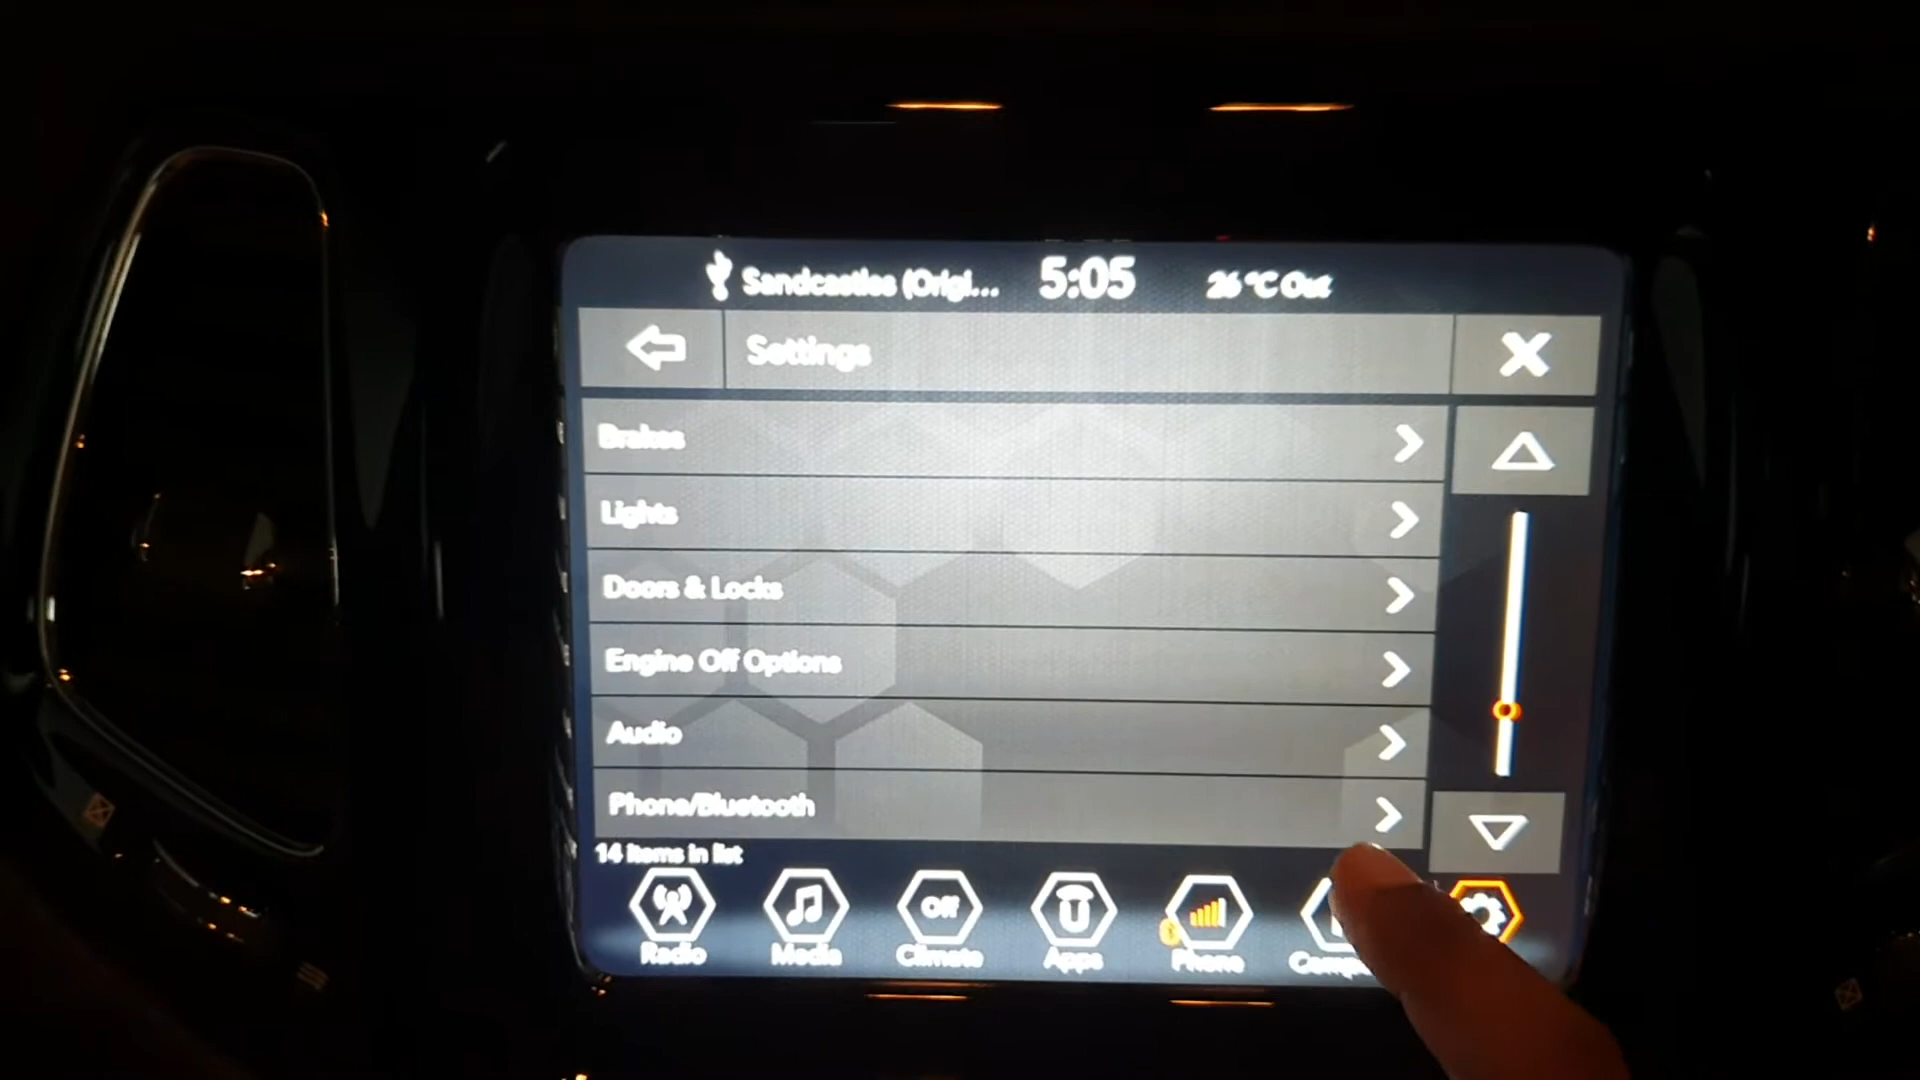 Sandcastles (Origi... 5:05 26°C Out
Settings
Brakes
Lights
Doors & Locks
Engine Off Options
Audio
Phone/Bluetooth
14 items in list
Off
Radio Media Climate Apps Phone